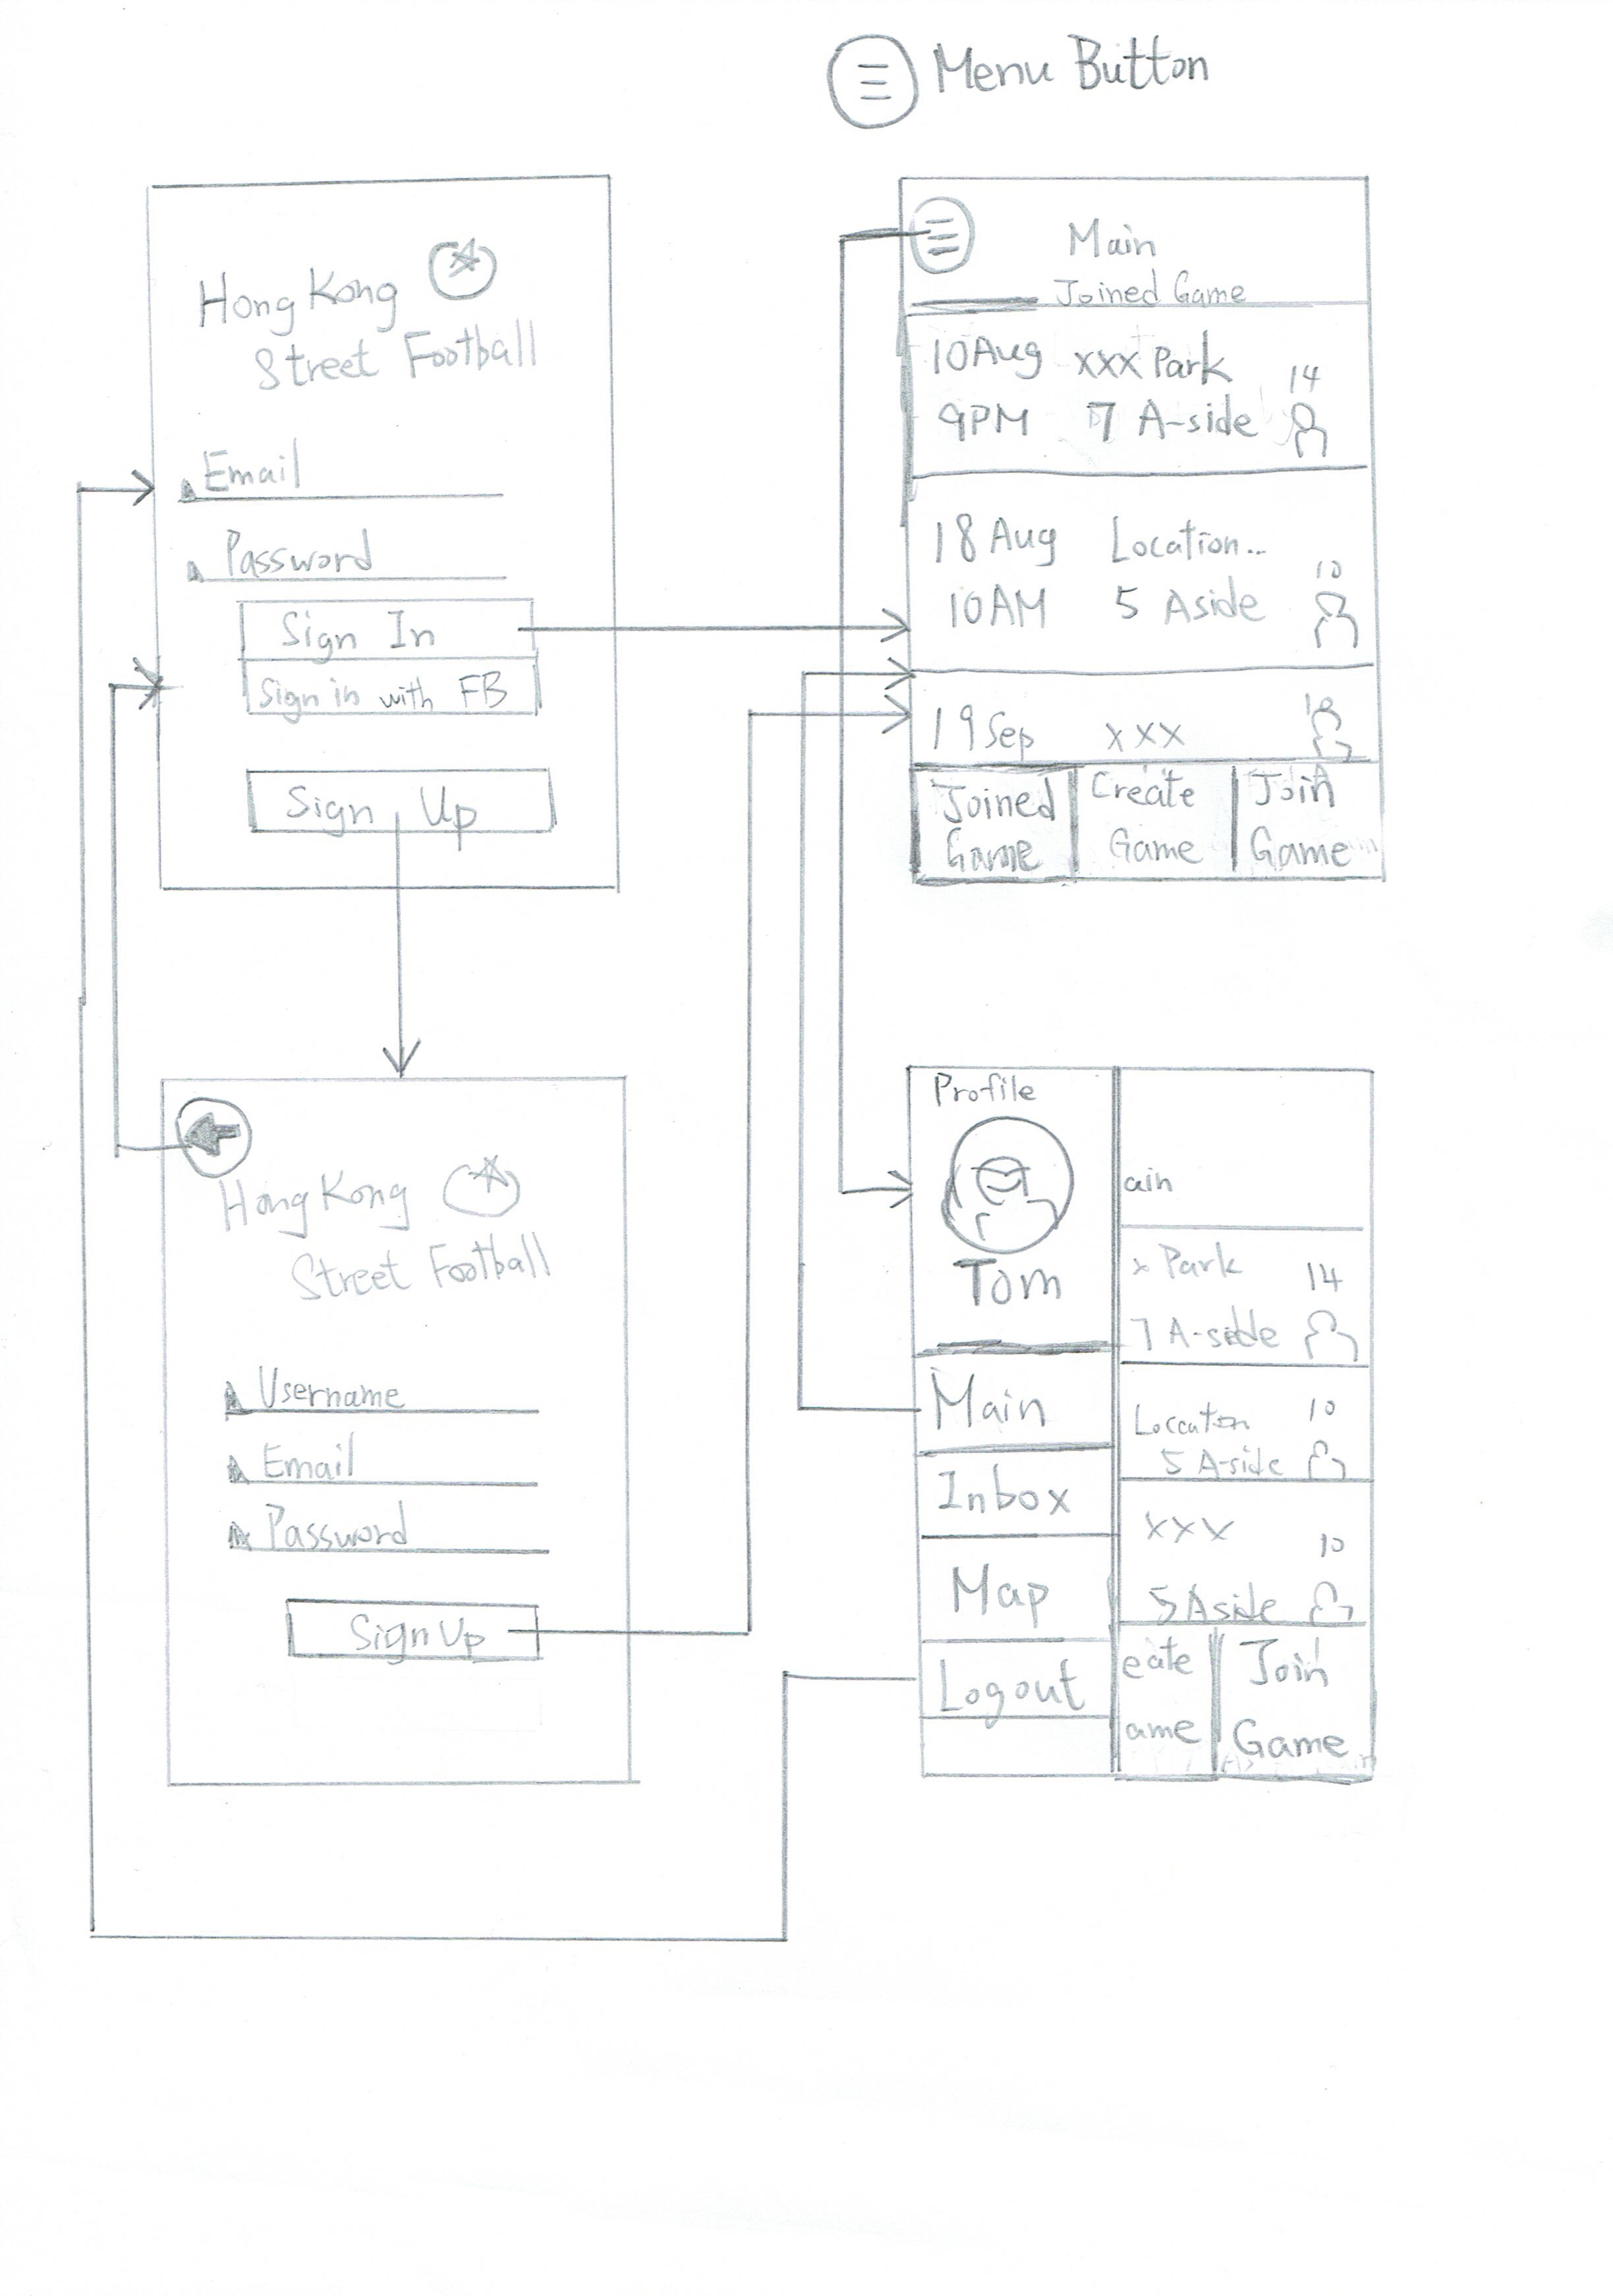 Menu Button
Hong Kong
Street Football
Email
Password
Sign In
Sign in with FB
Sign Up
Main
Joined Game
10 Aug xxx Park 14
9PM 7 A-side
18 Aug Location... 10
10AM 5 Aside
19 Sep xxx
Joined Game
Create Game
Join Game
Hong Kong
Street Football
Username
Email
Password
Sign Up
Profile
Tom
Main
Inbox
Map
Logout
ain
x Park 14
7 A-side
Loccation 10
5 A-side
xxx 10
5 Aside
eate
ame
Join
Game